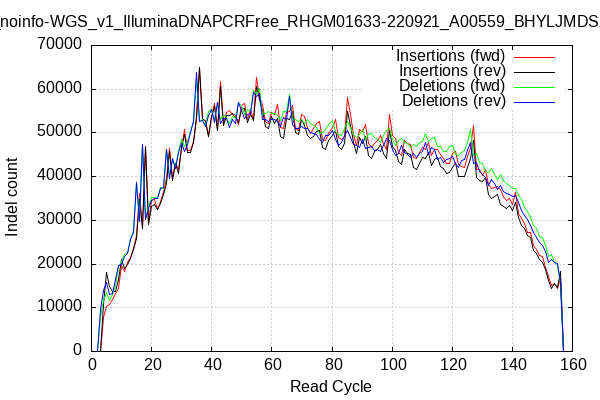 _noinfo-WGS_v1_IlluminaDNAPCRFree_RHGM01633-220921_A00559_BHYLJMDS
Insertions (fwd)
Insertions (rev)
Deletions (fwd)
Deletions (rev)
70000
60000
50000
40000
30000
20000
10000
0
Indel count
0 20 40 60 80 100 120 140 160
Read Cycle